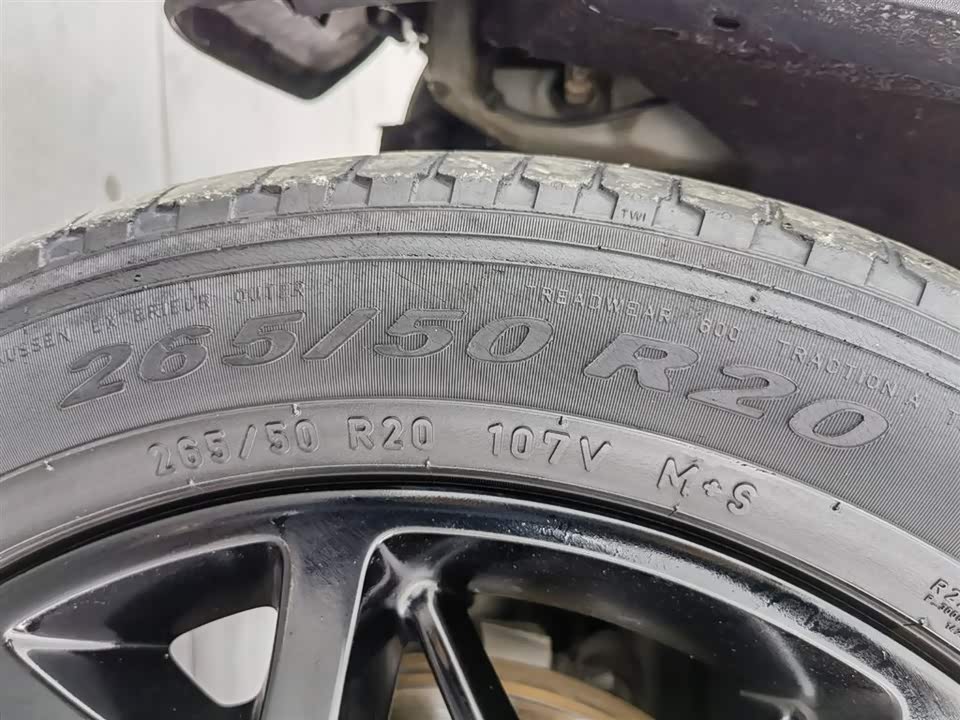 TWI
AUSSEN EXTERIEUR OUTER
TREADWEAR 600 TRACTION A
265/50 R20
265/50 R20 107V M+S